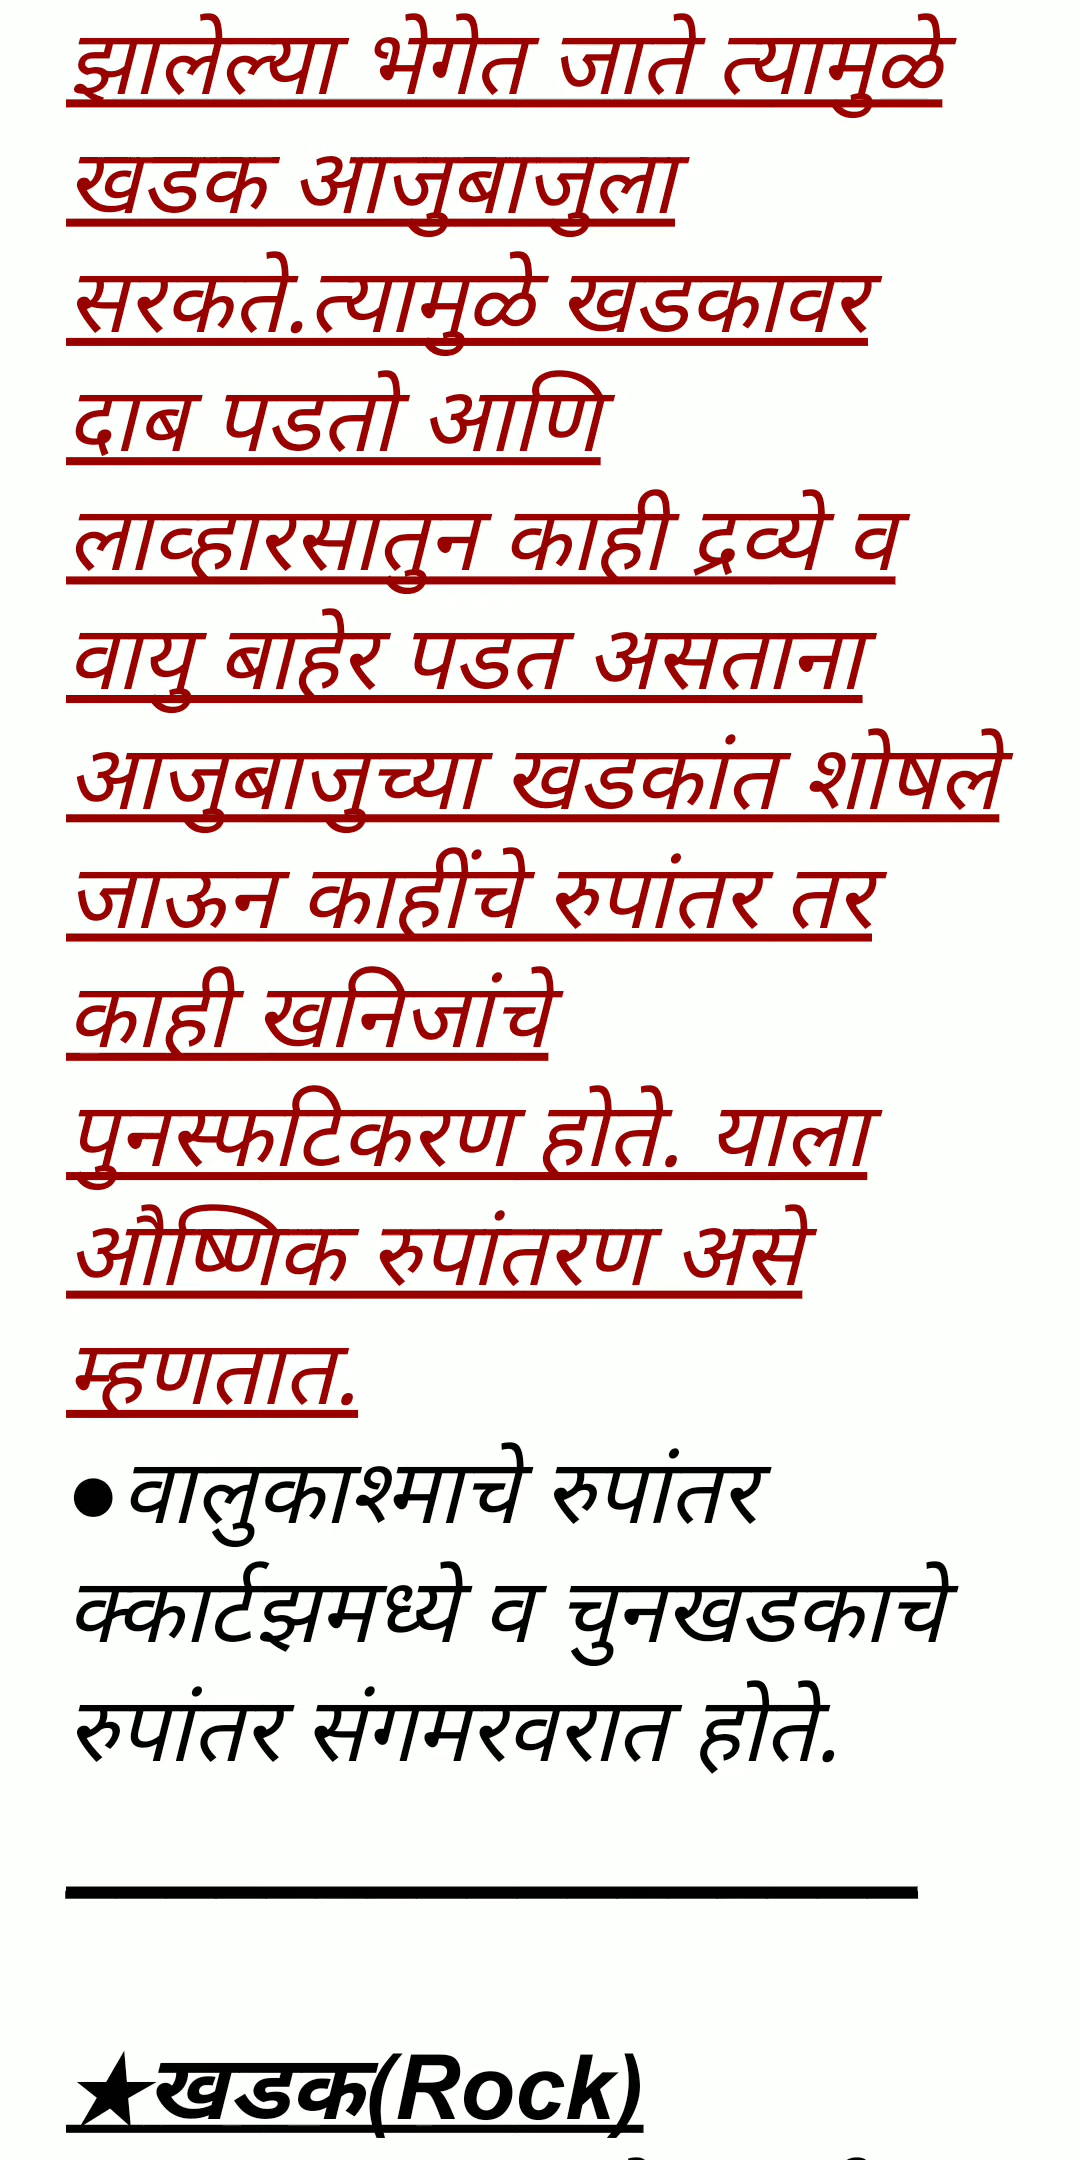 झालेल्या भेगेत जाते त्यामुळे
खडक आजुबाजुला
सरकते.त्यामुळे खडकावर
दाब पडतो आणि
लाव्हारसातुन काही द्रव्ये व
वायु बाहेर पडत असताना
आजुबाजुच्या खडकांत शोषले
जाऊन काहींचे रुपांतर तर
काही खनिजांचे
पुनस्फटिकरण होते. याला
औष्णिक रुपांतरण असे
म्हणतात.
●वालुकाश्माचे रुपांतर
क्कार्टझमध्ये व चुनखडकाचे
रुपांतर संगमरवरात होते.
★खडक(Rock)